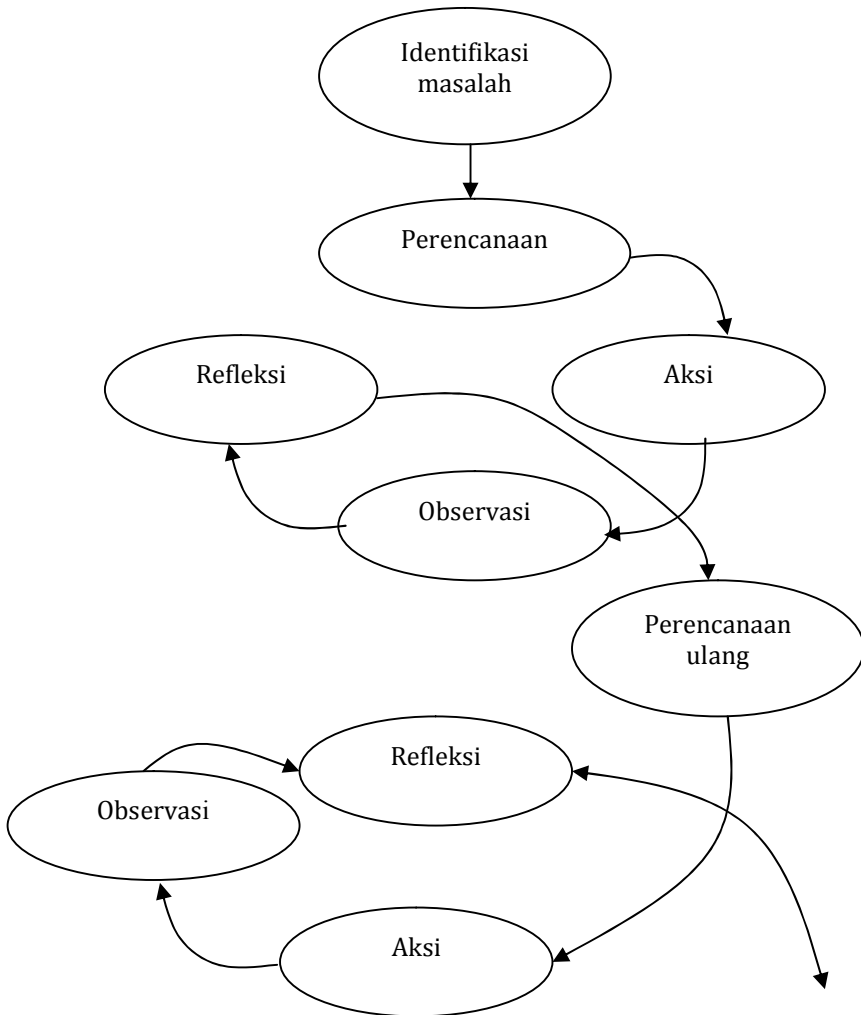 Identifikasi
masalah
Perencanaan
Refleksi
Aksi
Observasi
Perencanaan
ulang
Refleksi
Observasi
Aksi